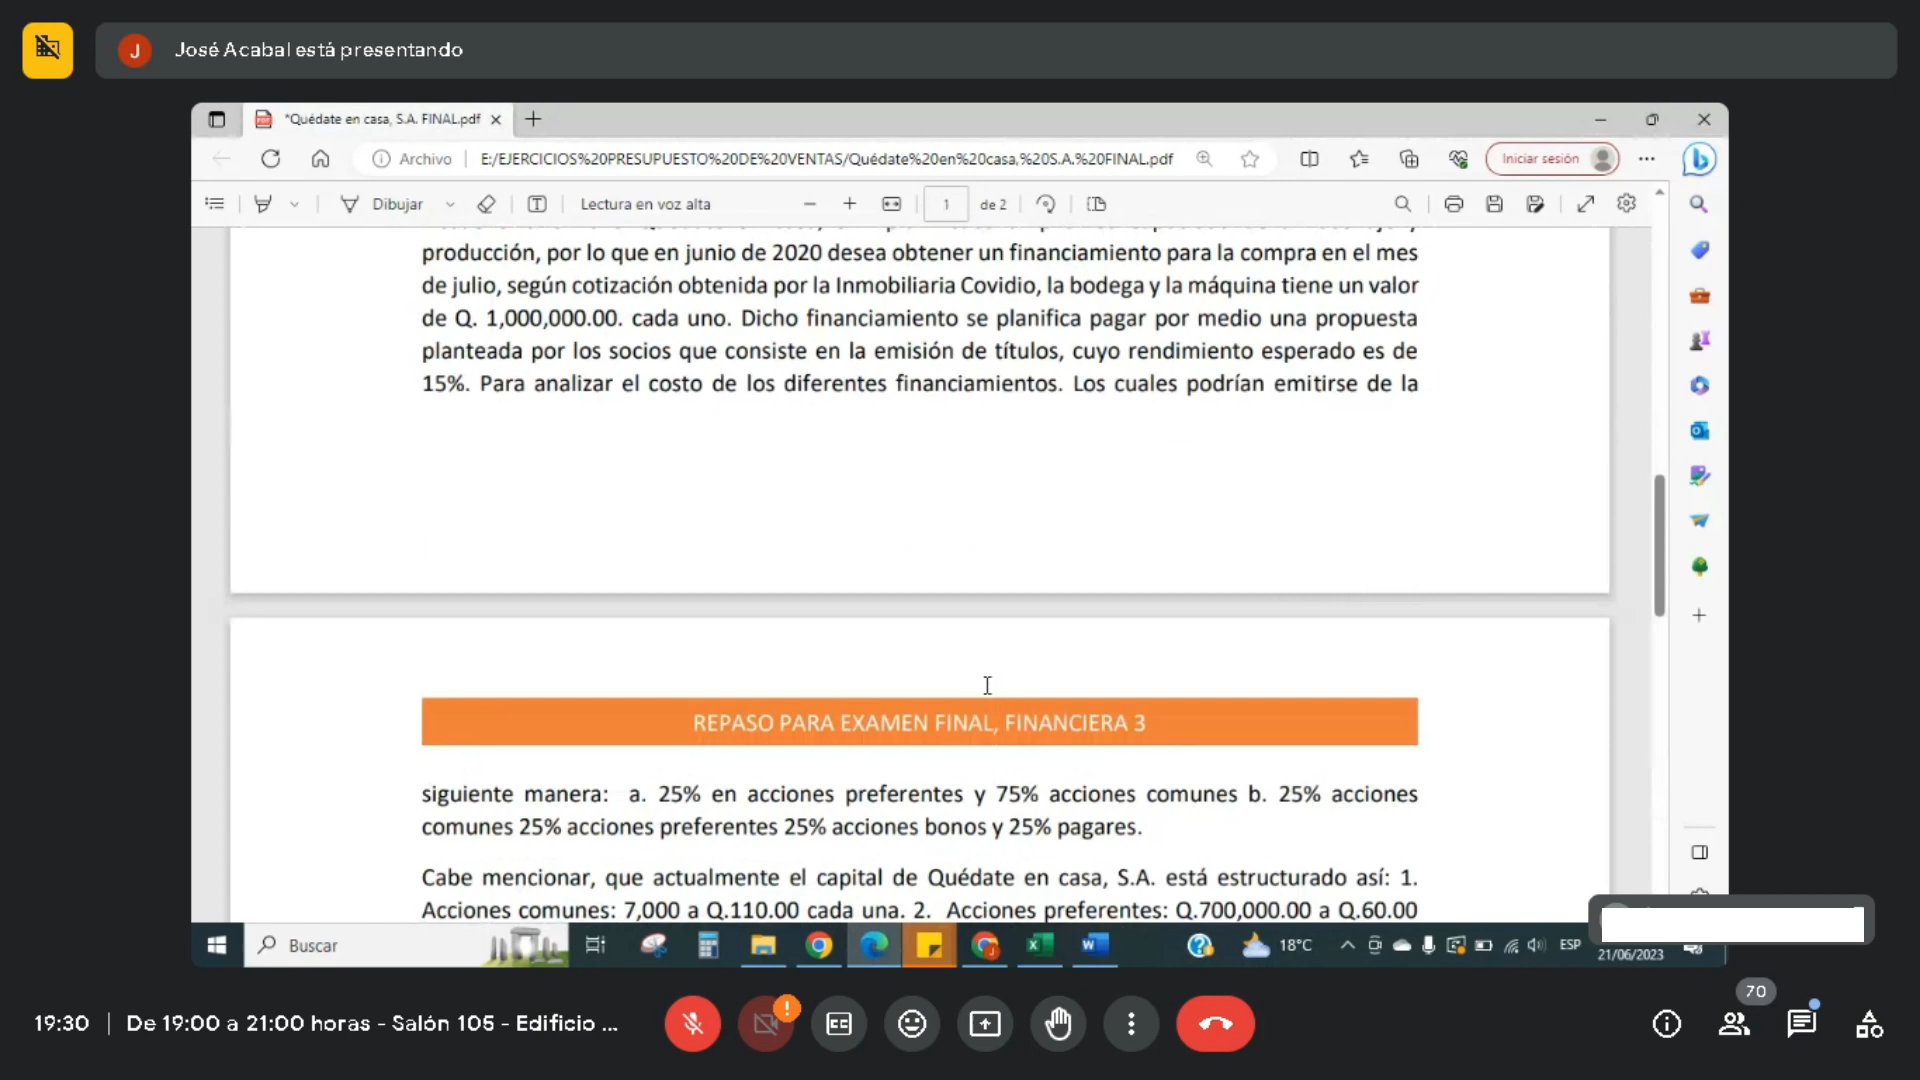 José Acabal está presentando
J
*Quédate en casa, S.A. FINAL.pdf
Archivo
E:/EJERCICIOS%20PRESUPUESTO%20DE%20VENTAS/Quédate%20en%20casa,%20S.A.%20FINAL.pdf
Iniciar sesión
Dibujar
Lectura en voz alta
1
de 2
producción, por lo que en junio de 2020 desea obtener un financiamiento para la compra en el mes
de julio, según cotización obtenida por la Inmobiliaria Covidio, la bodega y la máquina tiene un valor
de Q. 1,000,000.00. cada uno. Dicho financiamiento se planifica pagar por medio una propuesta
planteada por los socios que consiste en la emisión de títulos, cuyo rendimiento esperado es de
15%. Para analizar el costo de los diferentes financiamientos. Los cuales podrían emitirse de la
REPASO PARA EXAMEN FINAL, FINANCIERA 3
siguiente manera: a. 25% en acciones preferentes y 75% acciones comunes b. 25% acciones
comunes 25% acciones preferentes 25% acciones bonos y 25% pagares.
Cabe mencionar, que actualmente el capital de Quédate en casa, S.A. está estructurado así: 1.
Acciones comunes: 7,000 a Q.110.00 cada una. 2. Acciones preferentes: Q.700,000.00 a Q.60.00
Buscar
18°C
ESP
21/06/2023
19:30
De 19:00 a 21:00 horas - Salón 105 - Edificio ...
70